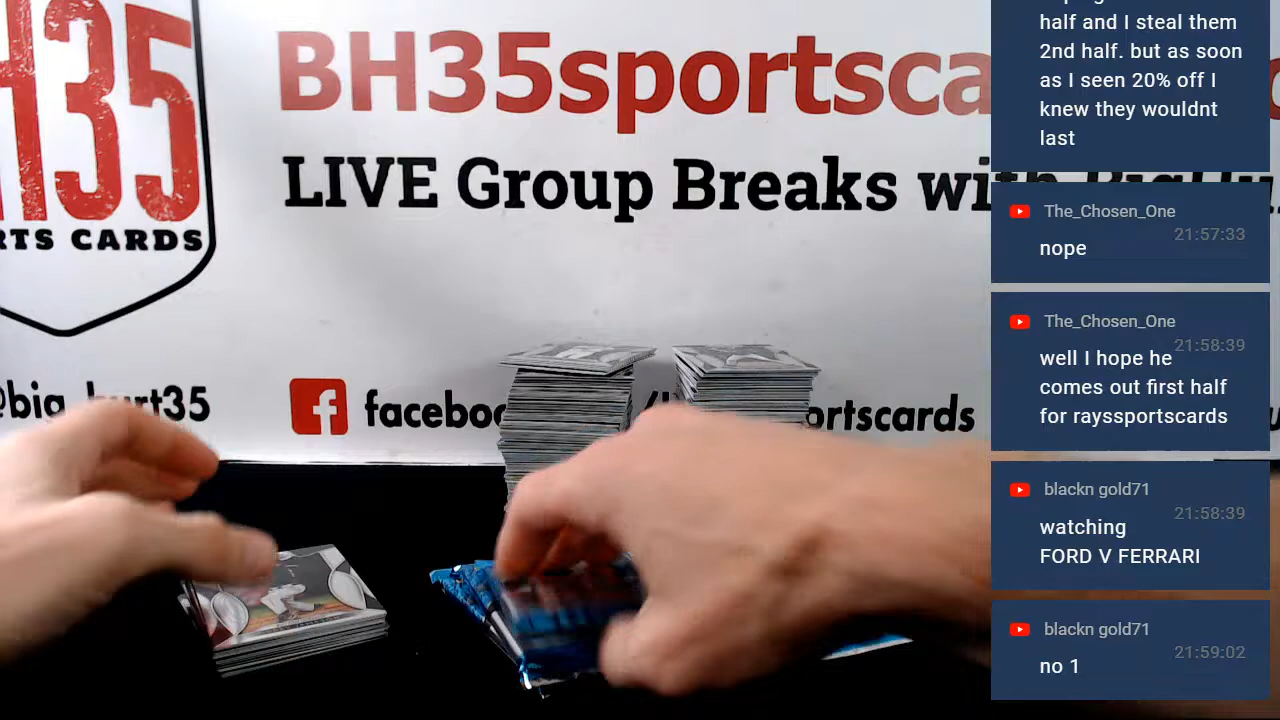 H35
RTS CARDS
BH35sportsca
LIVE Group Breaks wi
facebo
sportscards
half and I steal them
2nd half. but as soon
as I seen 20% off I
knew they wouldnt
last
The_Chosen_One
21:57:33
nope
The_Chosen_One
21:58:39
well I hope he
comes out first half
for rayssportscards
blackn gold71
21:58:39
watching
FORD V FERRARI
blackn gold71
21:59:02
no 1